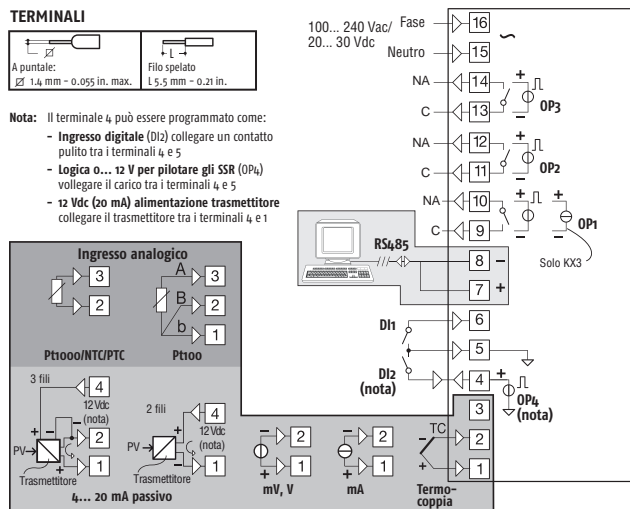 TERMINALI
A puntale:
⌀ 1.4 mm - 0.055 in. max.
L
Filo spelato
L 5.5 mm - 0.21 in.
Nota: Il terminale 4 può essere programmato come:
- Ingresso digitale (DI2) collegare un contatto
pulito tra i terminali 4 e 5
- Logica 0... 12 V per pilotare gli SSR (OP4)
vollegare il carico tra i terminali 4 e 5
- 12 Vdc (20 mA) alimentazione trasmettitore
collegare il trasmettitore tra i terminali 4 e 1
100... 240 Vac/
20... 30 Vdc
Fase 16
Neutro 15
~
NA 14 +
C 13 -
OP3
NA 12 +
C 11 -
OP2
NA 10 + +
C 9 - -
OP1
Solo KX3
RS485
8 -
7 +
DI1 6
5
DI2
(nota)
4 +
OP4
(nota)
3
TC - 2
+ 1
Termo-
coppia
Ingresso analogico
3
2
Pt1000/NTC/PTC
A 3
B 2
b 1
Pt100
3 fili
4
12 Vdc
(nota)
+ -
2
PV
+ 1
Trasmettitore
2 fili
4
12 Vdc
(nota)
+
PV
- 1
Trasmettitore
4... 20 mA passivo
- 2
+ 1
mV, V
- 2
+ 1
mA